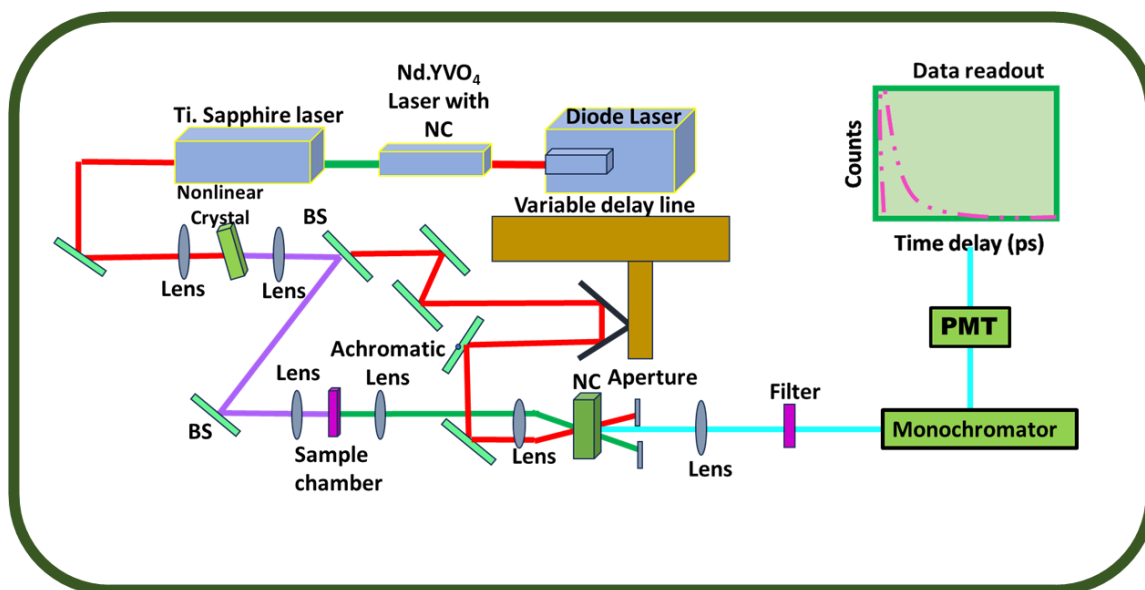 Nd.YVO₄
Laser with
NC
Data readout
Ti. Sapphire laser
Diode Laser
Counts
Nonlinear
Crystal
BS
Variable delay line
Time delay (ps)
Lens
Lens
PMT
Achromatic
Lens
Lens
NC
Aperture
Filter
BS
Sample
chamber
Lens
Lens
Monochromator